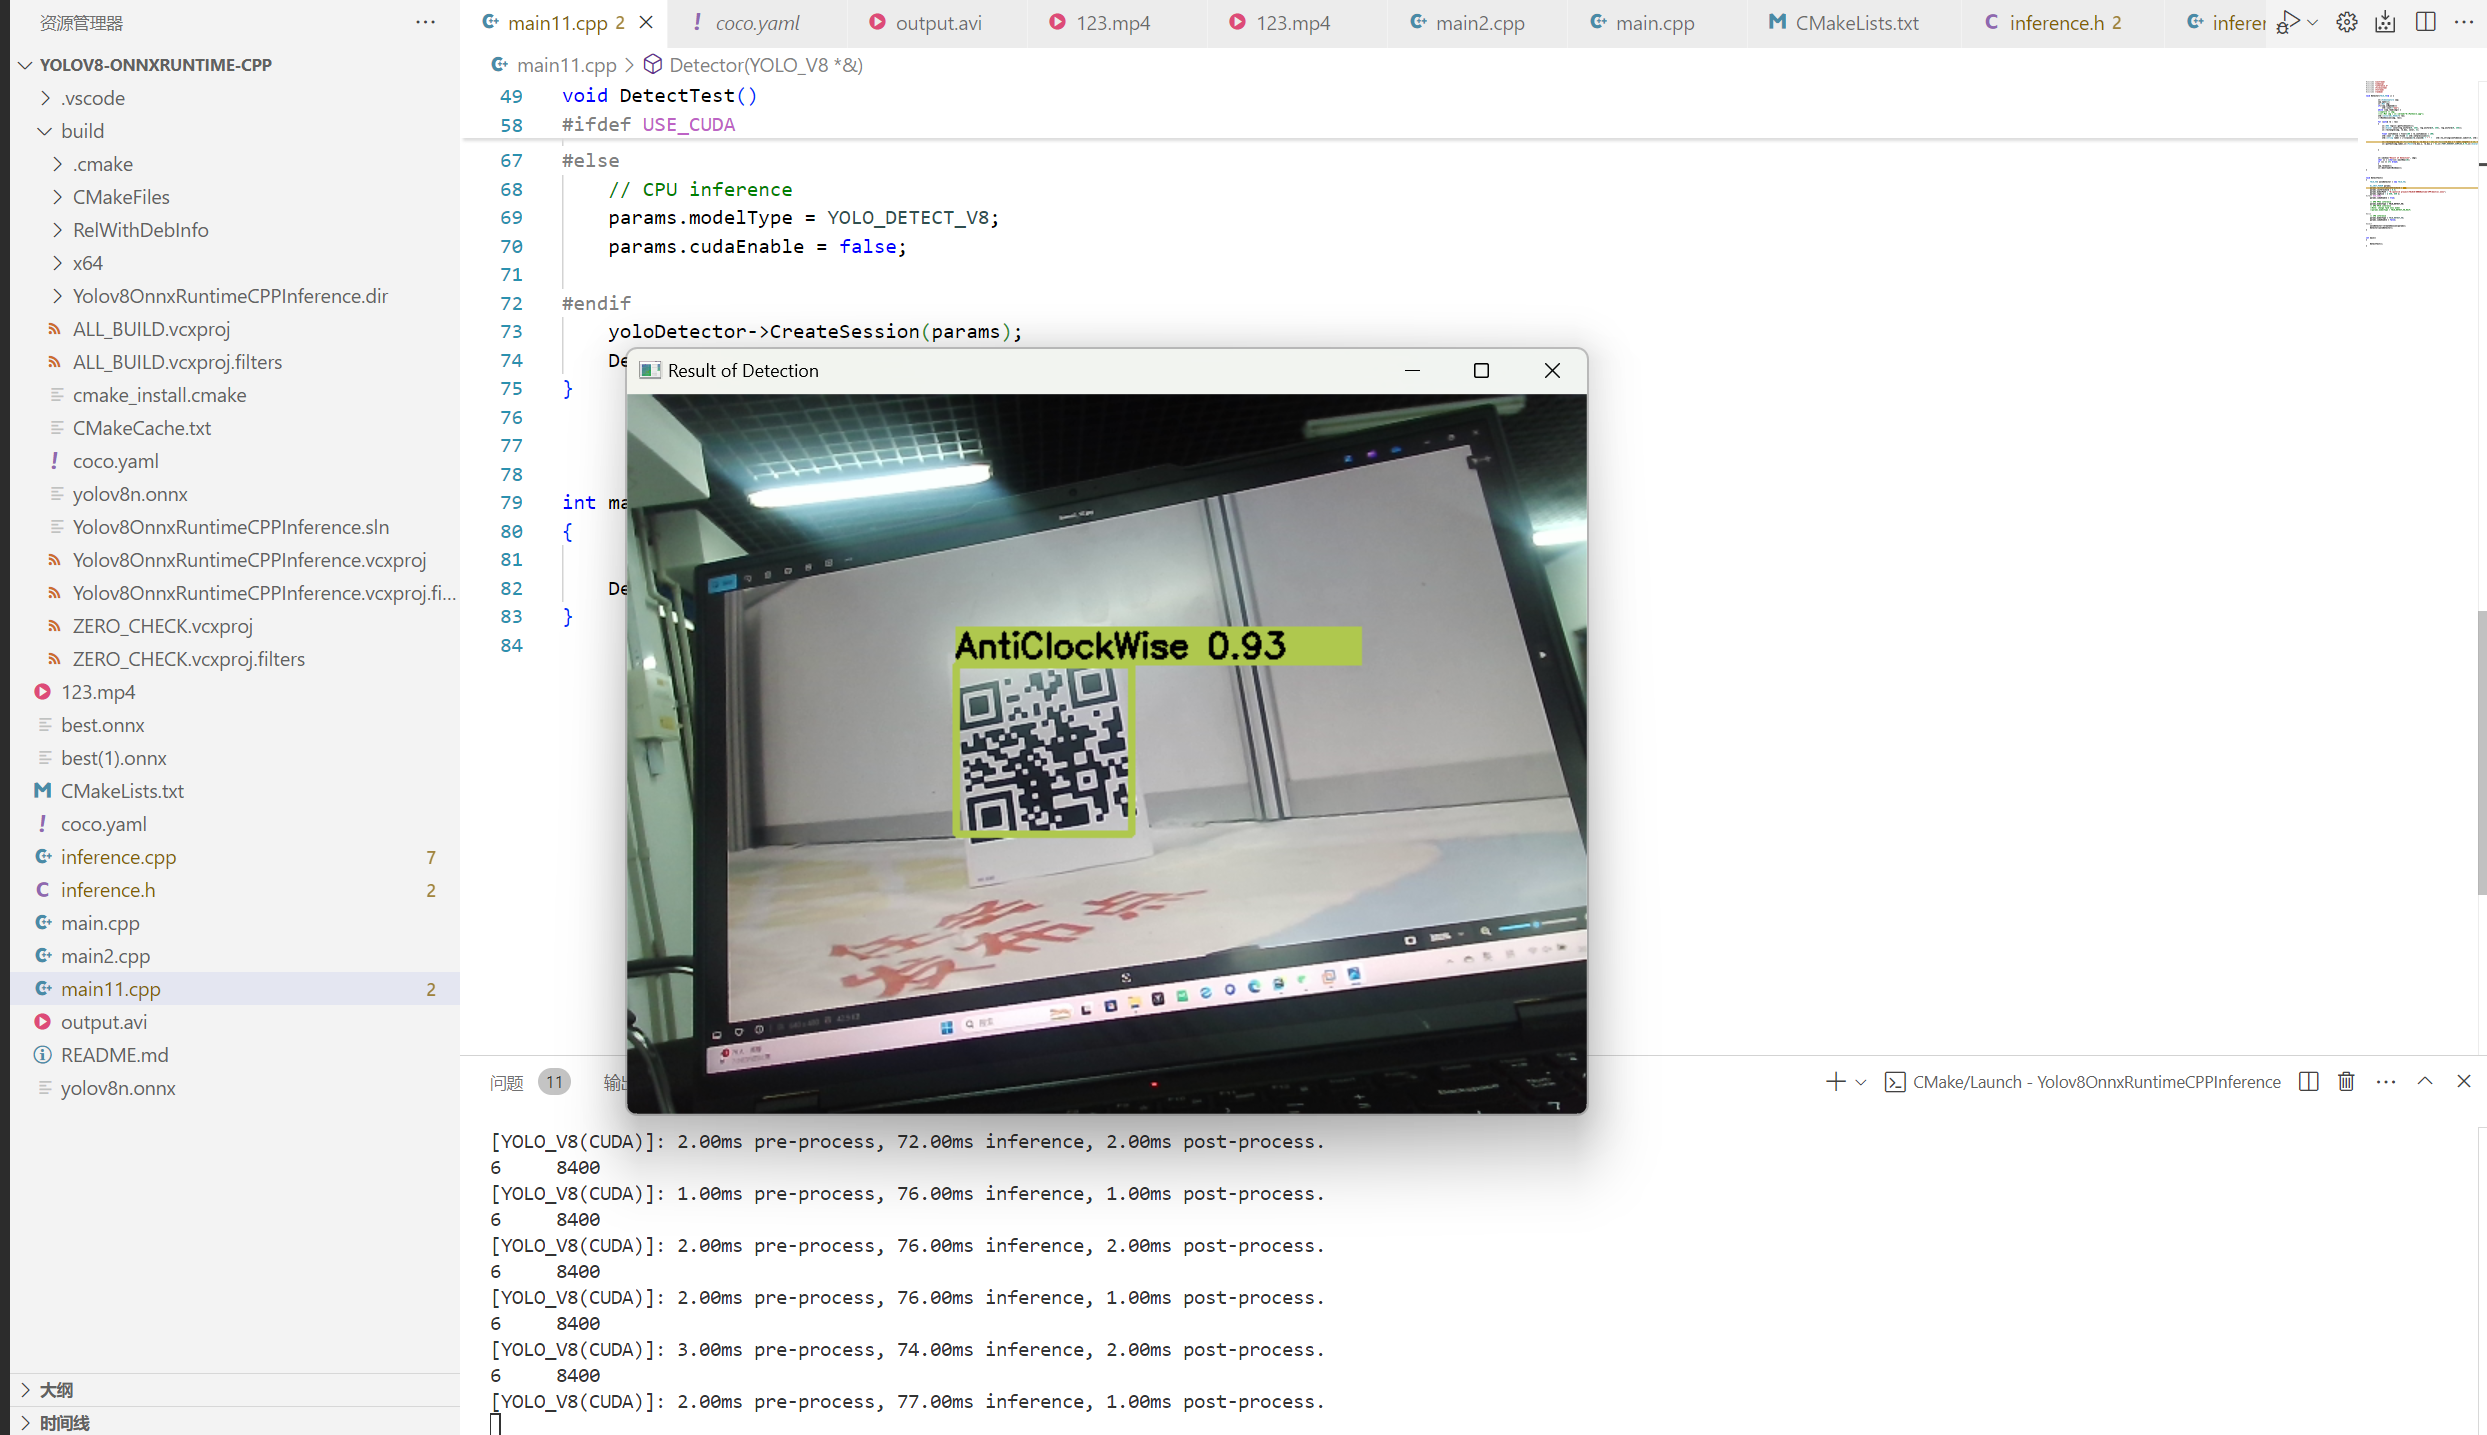 资源管理器
YOLOV8-ONNXRUNTIME-CPP
.vscode
build
.cmake
CMakeFiles
RelWithDebInfo
x64
Yolov8OnnxRuntimeCPPInference.dir
ALL_BUILD.vcxproj
ALL_BUILD.vcxproj.filters
cmake_install.cmake
CMakeCache.txt
coco.yaml
yolov8n.onnx
Yolov8OnnxRuntimeCPPInference.sln
Yolov8OnnxRuntimeCPPInference.vcxproj
Yolov8OnnxRuntimeCPPInference.vcxproj.fi...
ZERO_CHECK.vcxproj
ZERO_CHECK.vcxproj.filters
123.mp4
best.onnx
best(1).onnx
CMakeLists.txt
coco.yaml
inference.cpp 7
inference.h 2
main.cpp
main2.cpp
main11.cpp 2
output.avi
README.md
yolov8n.onnx
大纲
时间线
main11.cpp 2 coco.yaml output.avi 123.mp4 123.mp4 main2.cpp main.cpp CMakeLists.txt inference.h 2 inferer
main11.cpp > Detector(YOLO_V8 *&)
49 void DetectTest()
58 #ifdef USE_CUDA
67 #else
68 // CPU inference
69 params.modelType = YOLO_DETECT_V8;
70 params.cudaEnable = false;
71
72 #endif
73 yoloDetector->CreateSession(params);
74 De
75 }
76
77
78
79 int ma
80 {
81
82 De
83 }
84
Result of Detection
AntiClockWise 0.93
任务
发布点
搜索
问题 11 输出
CMake/Launch - Yolov8OnnxRuntimeCPPInference
[YOLO_V8(CUDA)]: 2.00ms pre-process, 72.00ms inference, 2.00ms post-process.
6 8400
[YOLO_V8(CUDA)]: 1.00ms pre-process, 76.00ms inference, 1.00ms post-process.
6 8400
[YOLO_V8(CUDA)]: 2.00ms pre-process, 76.00ms inference, 2.00ms post-process.
6 8400
[YOLO_V8(CUDA)]: 2.00ms pre-process, 76.00ms inference, 1.00ms post-process.
6 8400
[YOLO_V8(CUDA)]: 3.00ms pre-process, 74.00ms inference, 2.00ms post-process.
6 8400
[YOLO_V8(CUDA)]: 2.00ms pre-process, 77.00ms inference, 1.00ms post-process.